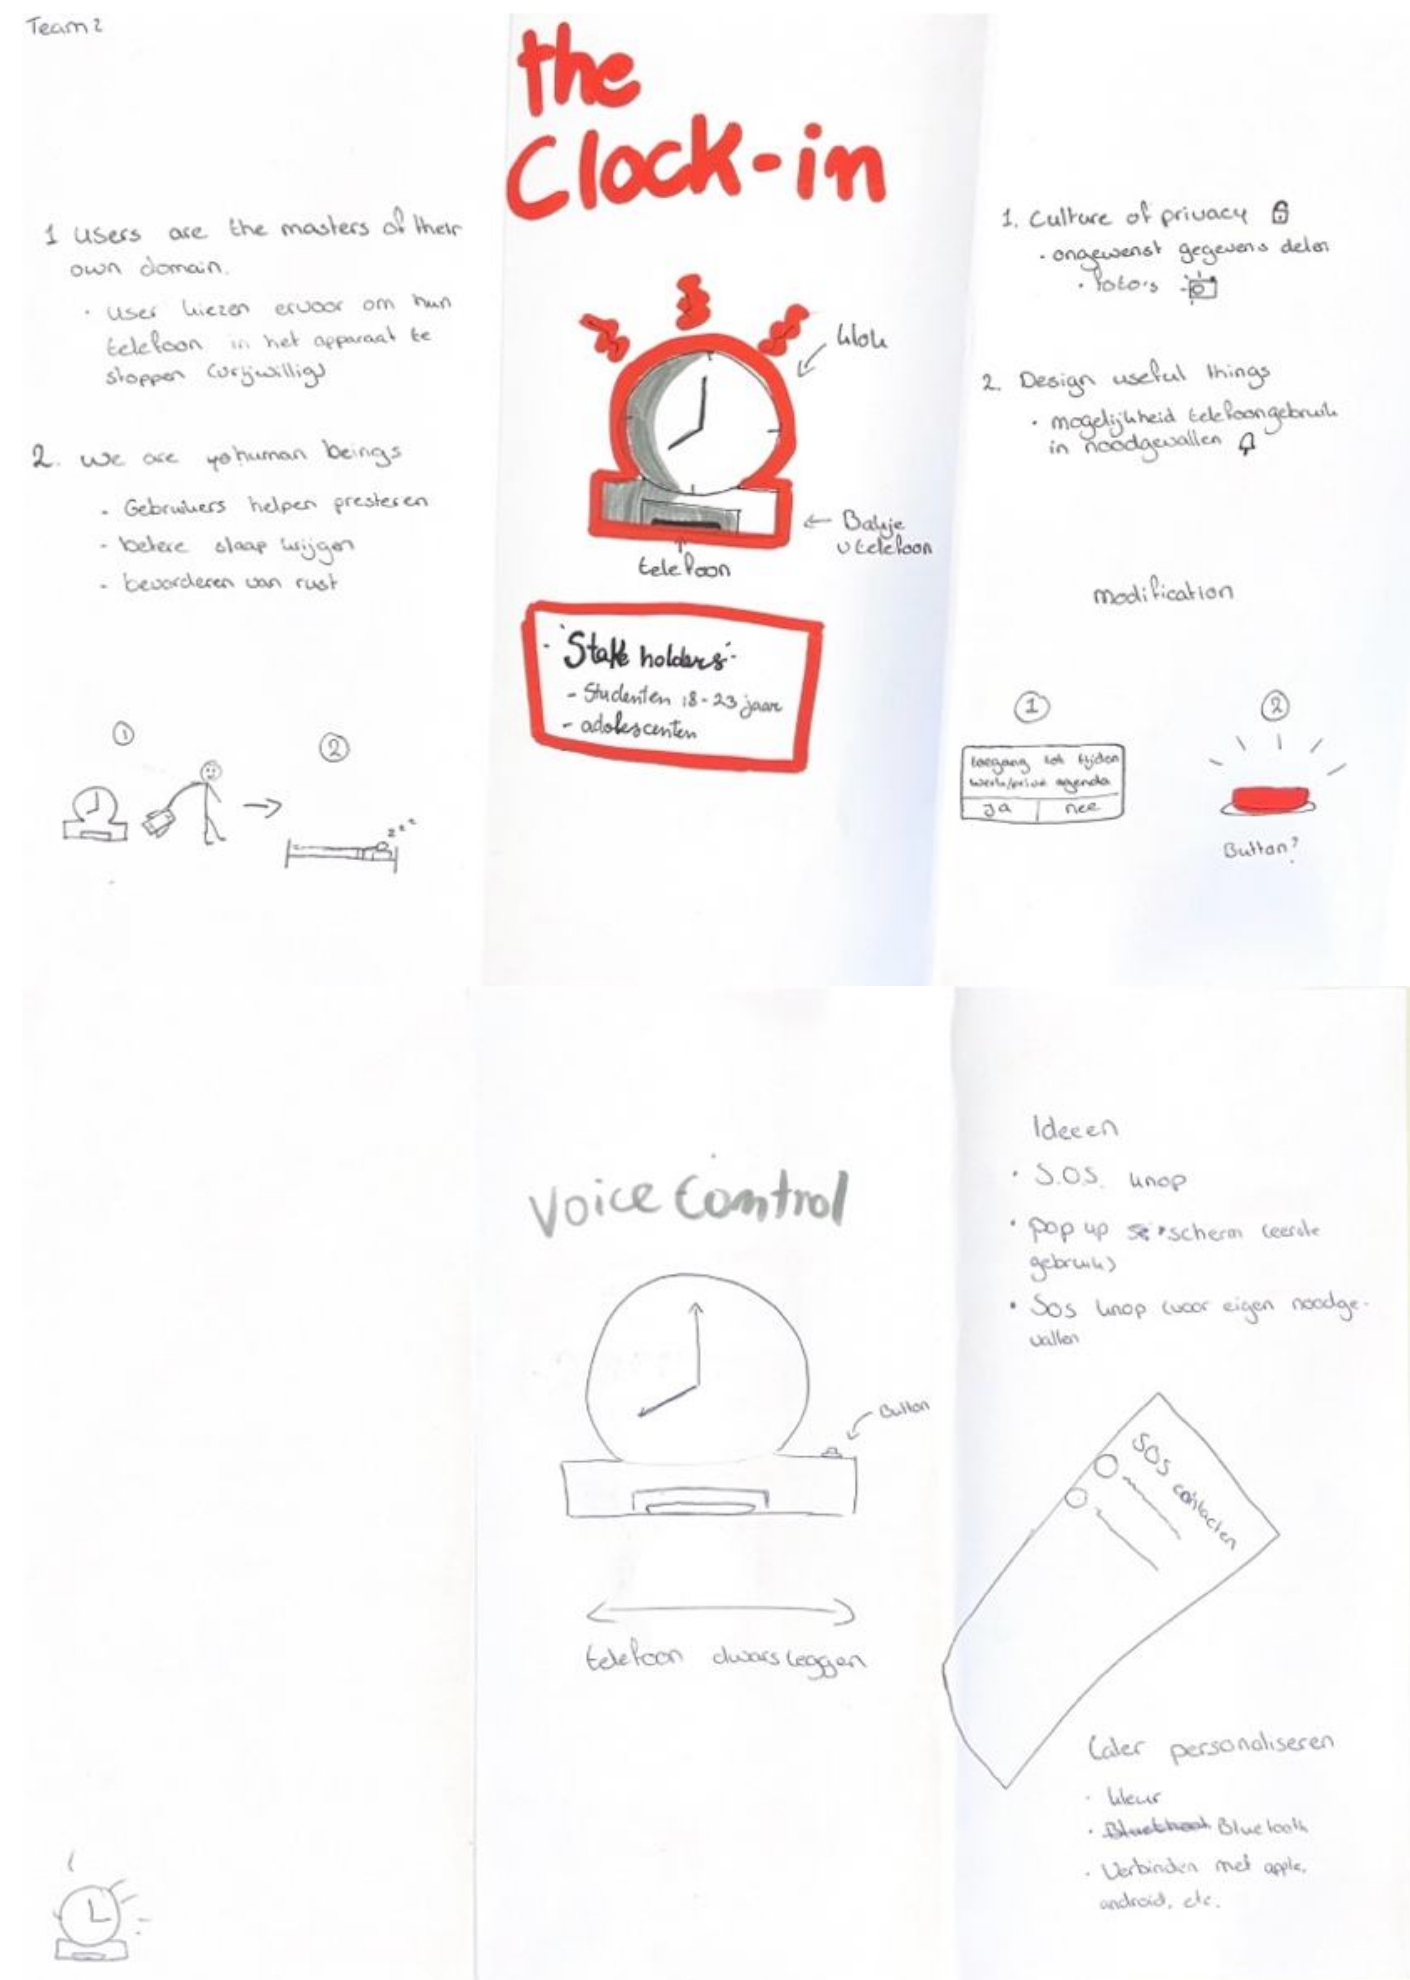 Team 2
the
Clock-in
1 users are the masters of their
own domain.
· user kiezen ervoor om hun
telefoon in het apparaat te
stoppen (vrijwillig)
2. we are human beings
- Gebruikers helpen presteren
- betere slaap krijgen
- bevorderen van rust
1
2
zzz
klok
Bakje
v telefoon
telefoon
- 'Stake holders' -
- Studenten 18-23 jaar
- adolescenten
1. Culture of privacy
· ongewenst gegevens delen
· foto's
2. Design useful things
· mogelijkheid telefoongebruik
in noodgevallen
modification
1
2
toegang tot tijden
werk/privé agenda
Ja nee
Button?
Voice Control
Button
telefoon dwars leggen
Ideeen
· S.O.S. knop
· pop up scherm (eerste
gebruik)
· Sos knop (voor eigen noodge-
vallen
SOS contacten
Later personaliseren
· kleur
· Bluetooth
· Verbinden met apple,
android, etc.